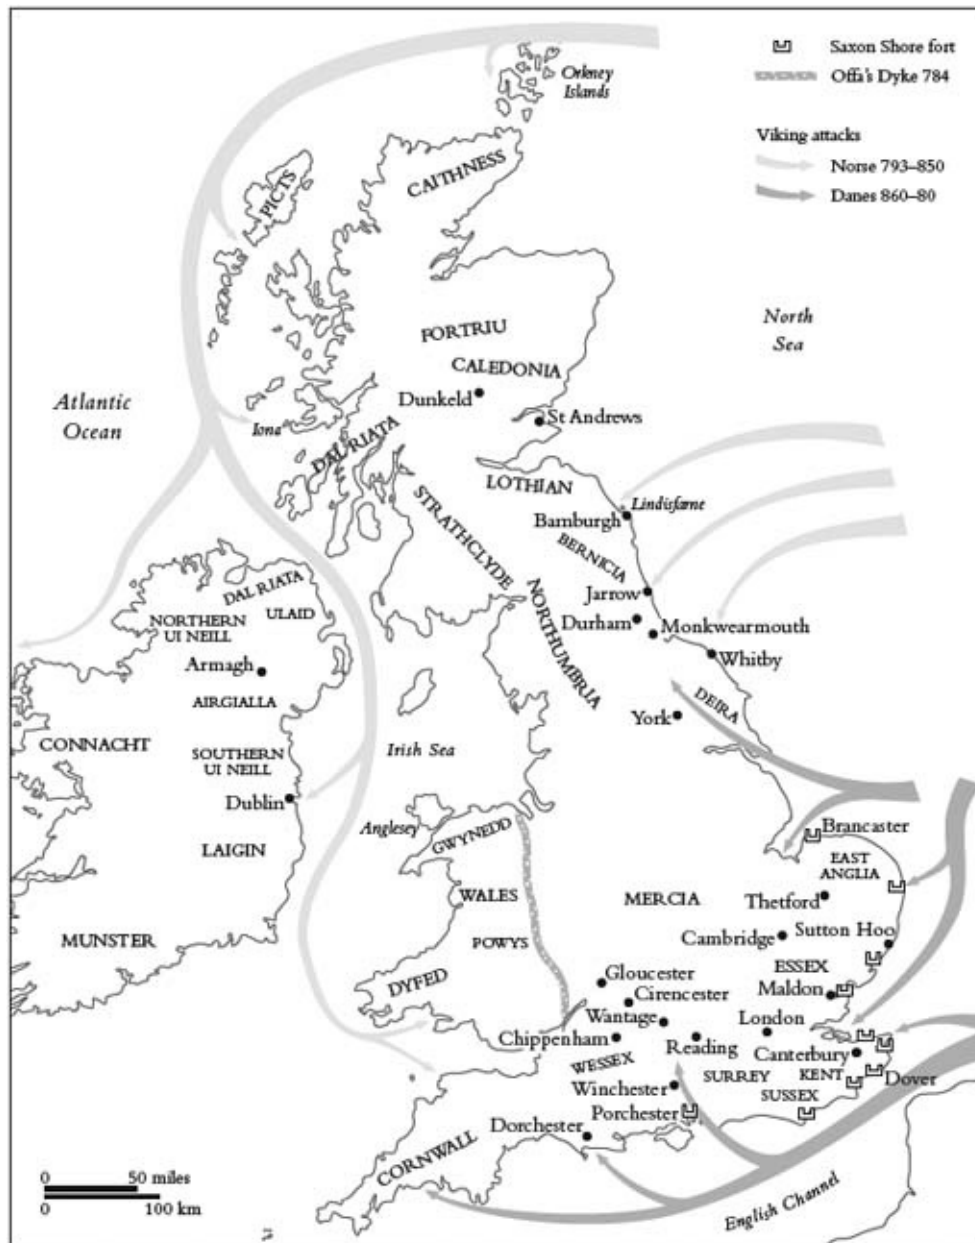 Saxon Shore fort
Offa's Dyke 784
Viking attacks
Norse 793–850
Danes 860–80
Orkney
Islands
CAITHNESS
PICTS
North
Sea
FORTRIU
CALEDONIA
Dunkeld
St Andrews
Atlantic
Ocean
Iona
DAL RIATA
LOTHIAN
STRATHCLYDE
Lindisfarne
Bamburgh
BERNICIA
Jarrow
DAL RIATA
ULAID
NORTHERN
UI NEILL
NORTHUMBRIA
Durham
Monkwearmouth
Whitby
Armagh
AIRGIALLA
DEIRA
York
CONNACHT
Irish Sea
SOUTHERN
UI NEILL
Dublin
Anglesey
GWYNEDD
Brancaster
LAIGIN
EAST
ANGLIA
WALES
MERCIA
Thetford
MUNSTER
POWYS
Cambridge
Sutton Hoo
DYFED
Gloucester
ESSEX
Cirencester
Maldon
Wantage
London
Chippenham
Reading
Canterbury
WESSEX
SURREY
KENT
Dover
Winchester
SUSSEX
Porchester
Dorchester
CORNWALL
0 50 miles
0 100 km
English Channel